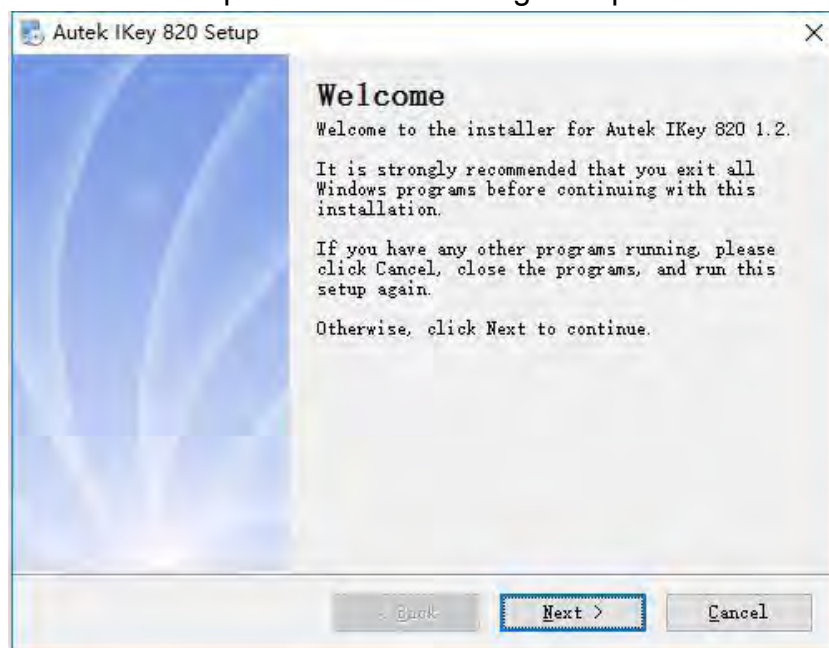 Autek IKey 820 Setup
Welcome
Welcome to the installer for Autek IKey 820 1.2.
It is strongly recommended that you exit all
Windows programs before continuing with this
installation.
If you have any other programs running, please
click Cancel, close the programs, and run this
setup again.
Otherwise, click Next to continue.
< Back Next > Cancel